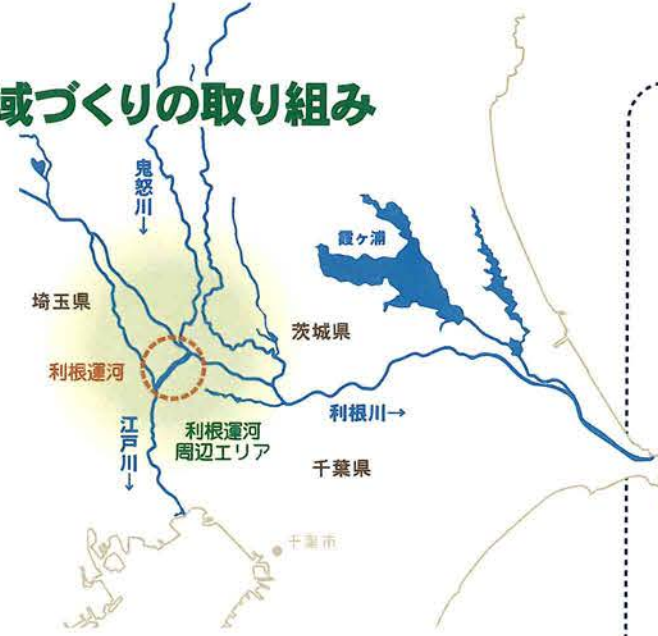 域づくりの取り組み
鬼怒川→
霞ヶ浦
埼玉県
茨城県
利根運河
利根川→
江戸川→
利根運河
周辺エリア
千葉県
千葉市